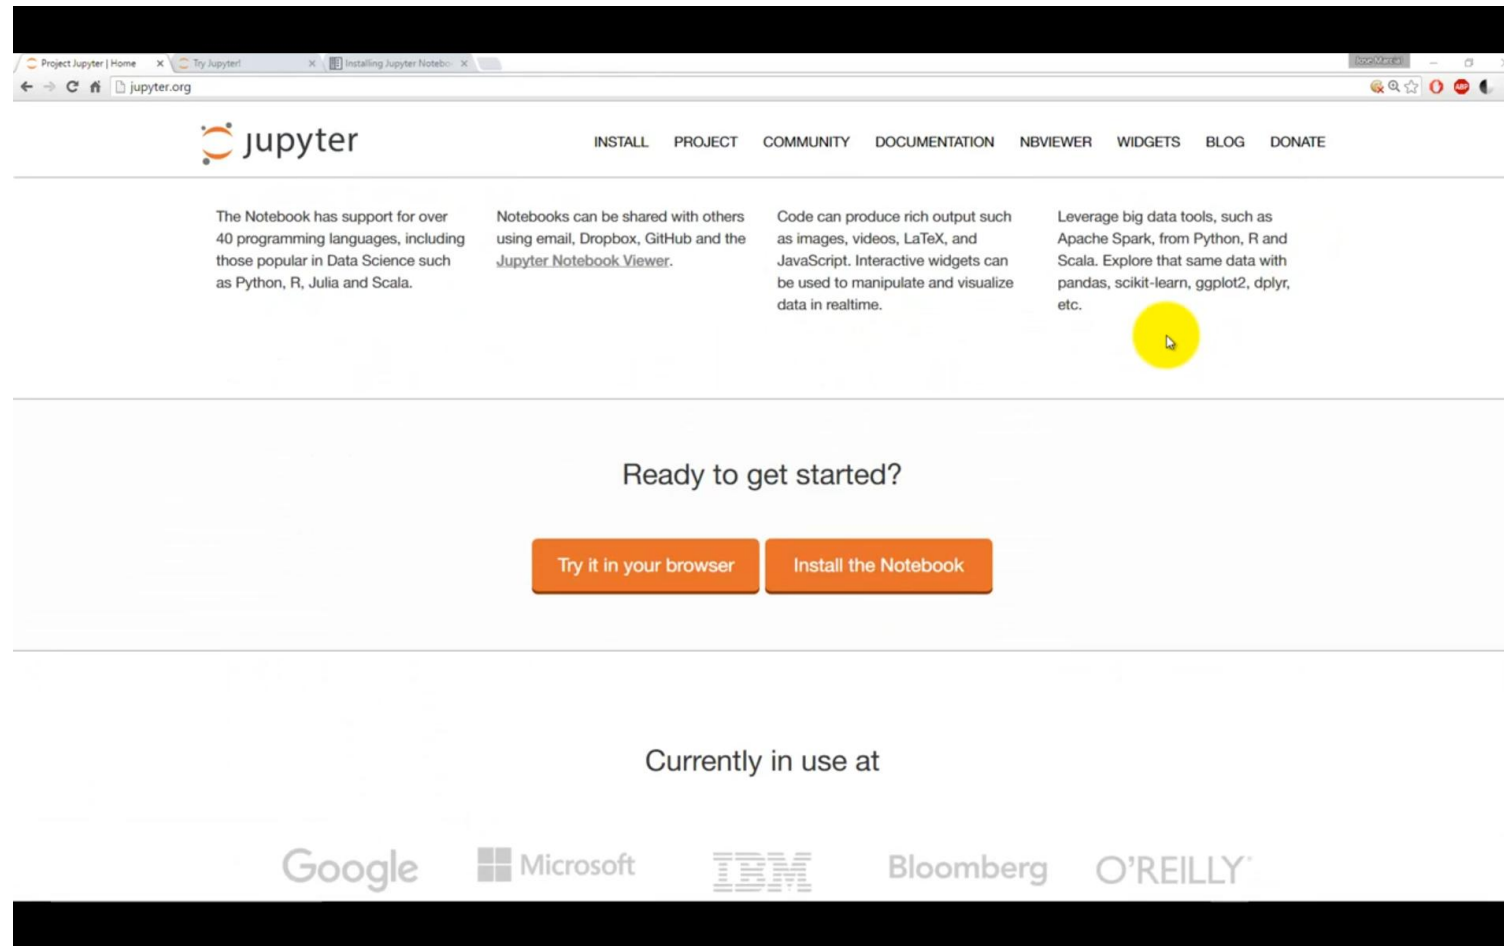 Project Jupyter | Home
Try Jupyter!
Installing Jupyter Notebo
Jose Marcial
jupyter.org
ABP
jupyter
INSTALL PROJECT COMMUNITY DOCUMENTATION NBVIEWER WIDGETS BLOG DONATE
The Notebook has support for over
40 programming languages, including
those popular in Data Science such
as Python, R, Julia and Scala.
Notebooks can be shared with others
using email, Dropbox, GitHub and the
Jupyter Notebook Viewer.
Code can produce rich output such
as images, videos, LaTeX, and
JavaScript. Interactive widgets can
be used to manipulate and visualize
data in realtime.
Leverage big data tools, such as
Apache Spark, from Python, R and
Scala. Explore that same data with
pandas, scikit-learn, ggplot2, dplyr,
etc.
Ready to get started?
Try it in your browser
Install the Notebook
Currently in use at
Google
Microsoft
IBM
Bloomberg
O'REILLY